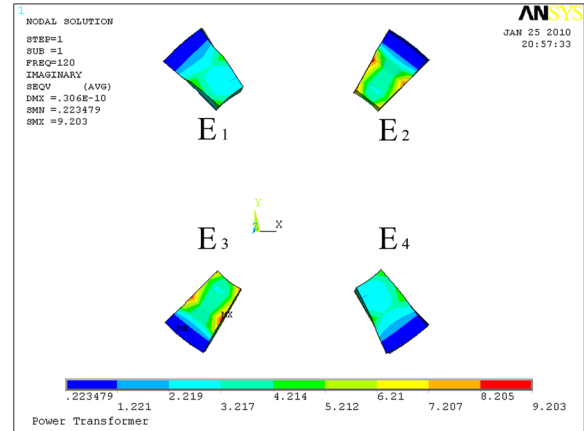 1
NODAL SOLUTION
STEP=1
SUB =1
FREQ=120
IMAGINARY
SEQV (AVG)
DMX =.306E-10
SMN =.223479
SMX =9.203
ANSYS
JAN 25 2010
20:57:33
E1
E2
Y
Z X
E3
E4
MX
.223479 2.219 4.214 6.21 8.205
1.221 3.217 5.212 7.207 9.203
Power Transformer